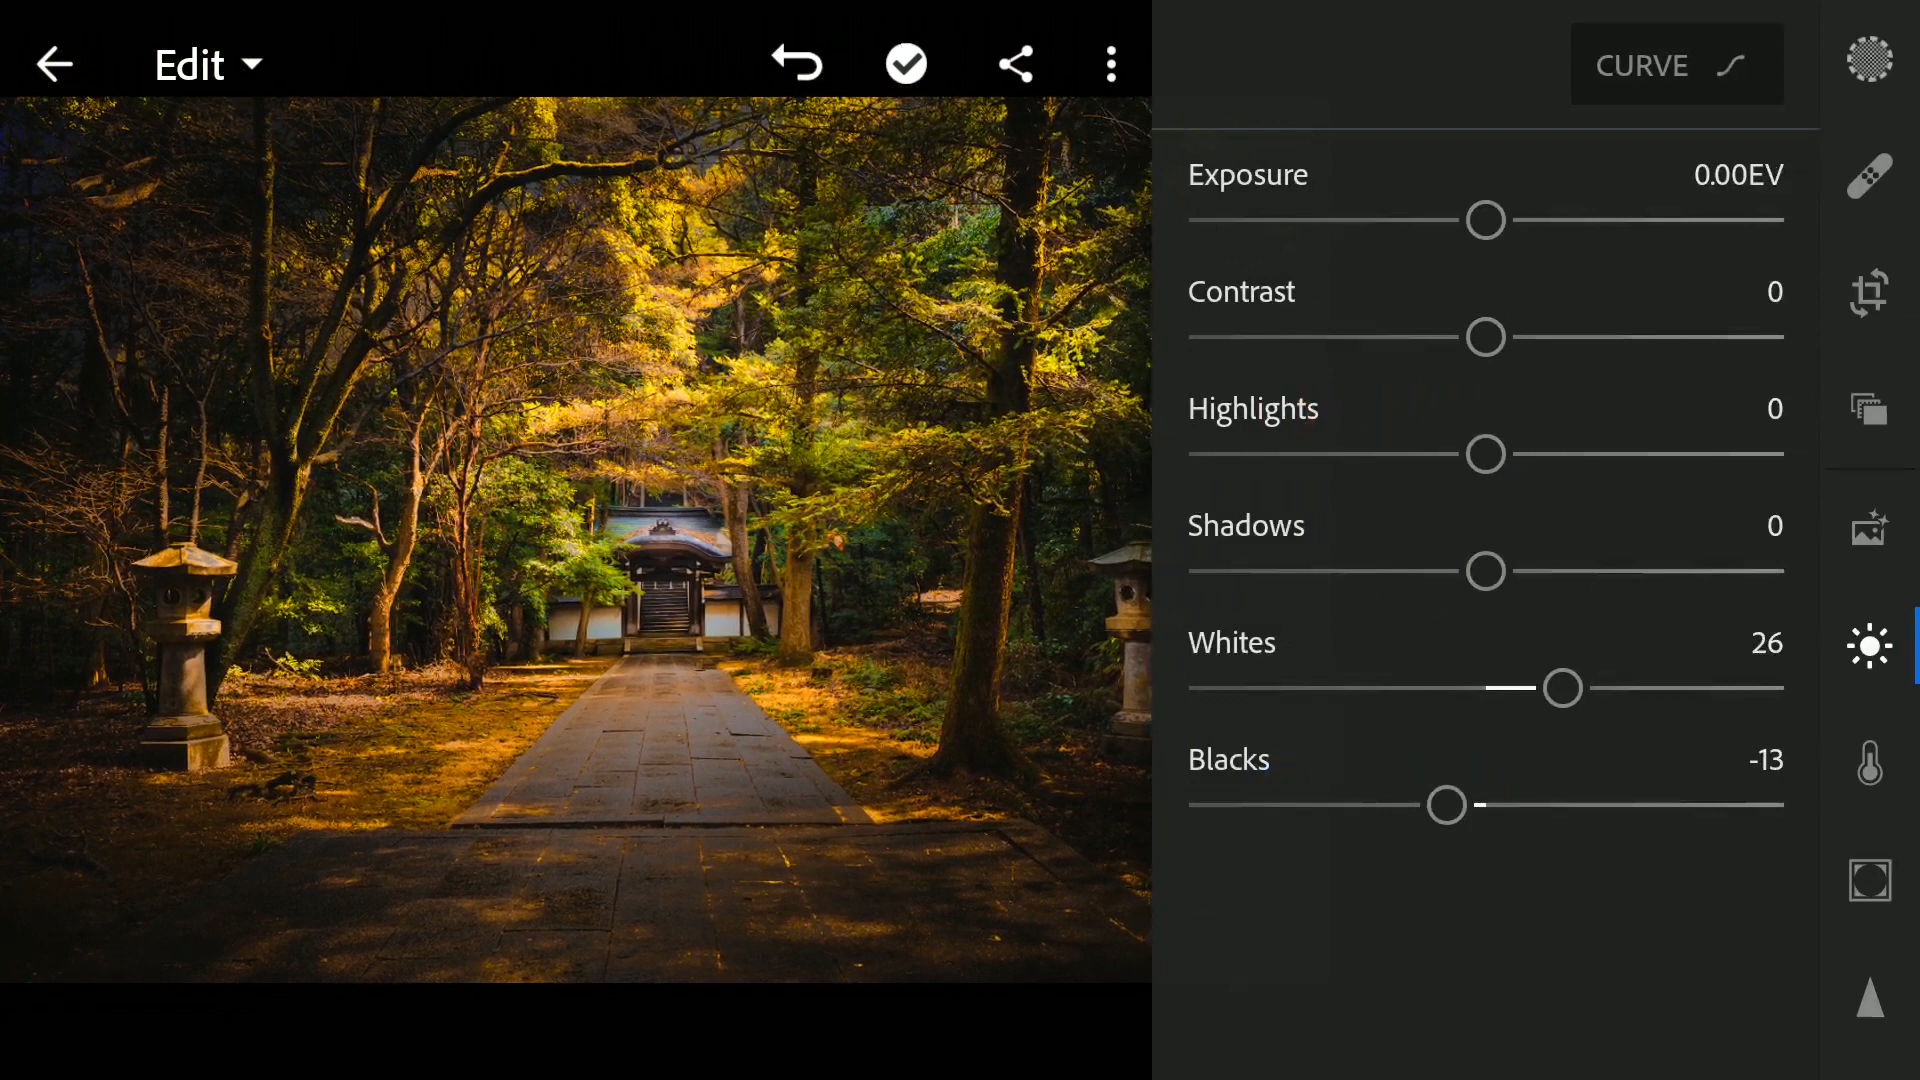 Edit
CURVE
Exposure 0.00EV
Contrast 0
Highlights 0
Shadows 0
Whites 26
Blacks -13